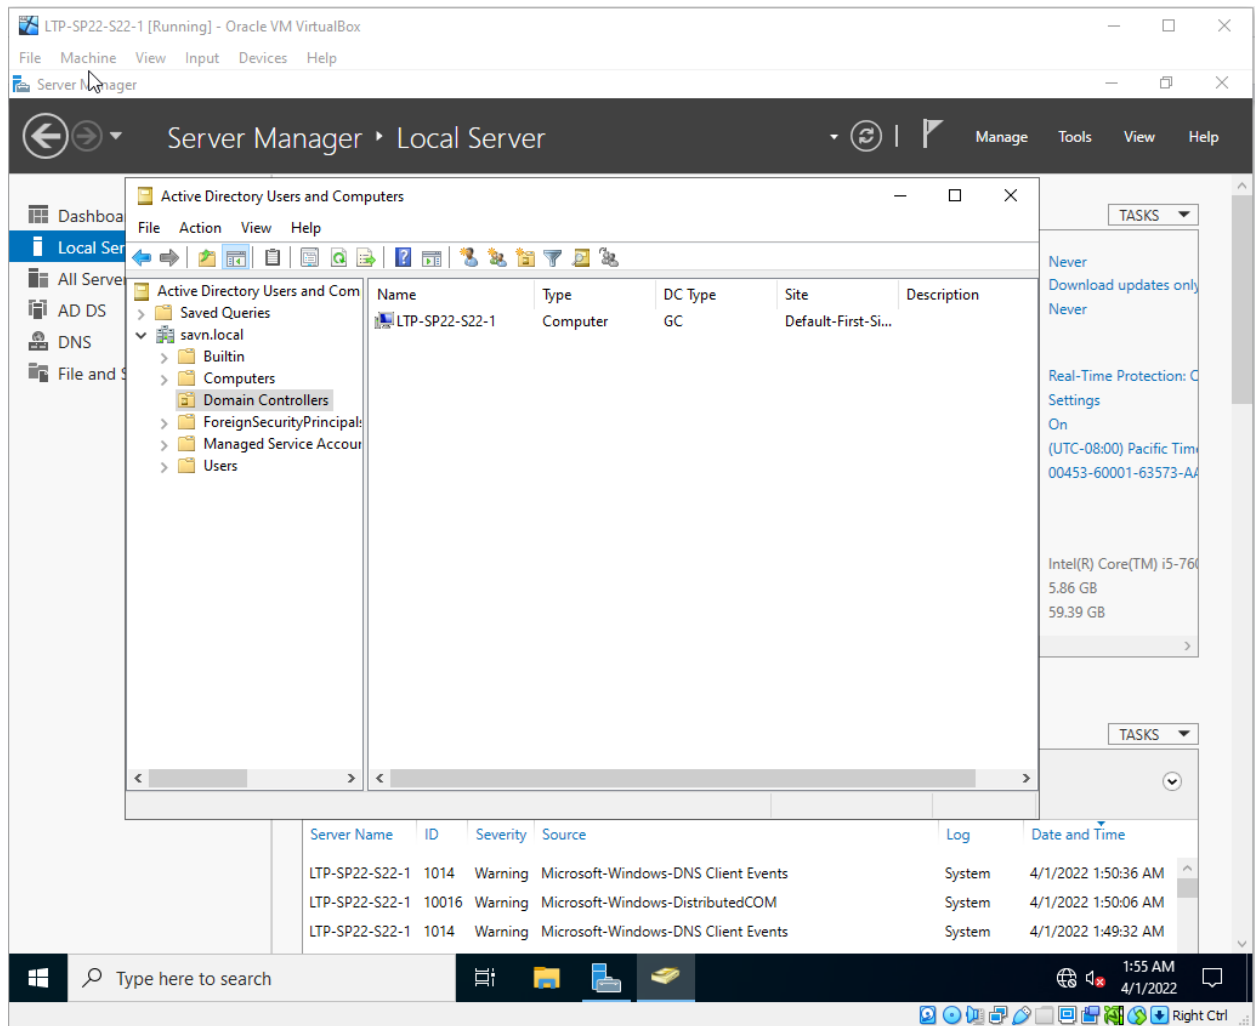 LTP-SP22-S22-1 [Running] - Oracle VM VirtualBox
File Machine View Input Devices Help
Server Manager
Server Manager ‣ Local Server
Manage Tools View Help
Dashboa
Local Ser
All Server
AD DS
DNS
File and S
Active Directory Users and Computers
File Action View Help
Active Directory Users and Com
Saved Queries
savn.local
Builtin
Computers
Domain Controllers
ForeignSecurityPrincipals
Managed Service Accour
Users
Name Type DC Type Site Description
LTP-SP22-S22-1 Computer GC Default-First-Si...
TASKS
Never
Download updates only
Never
Real-Time Protection: C
Settings
On
(UTC-08:00) Pacific Time
00453-60001-63573-AA
Intel(R) Core(TM) i5-760
5.86 GB
59.39 GB
TASKS
Server Name ID Severity Source Log Date and Time
LTP-SP22-S22-1 1014 Warning Microsoft-Windows-DNS Client Events System 4/1/2022 1:50:36 AM
LTP-SP22-S22-1 10016 Warning Microsoft-Windows-DistributedCOM System 4/1/2022 1:50:06 AM
LTP-SP22-S22-1 1014 Warning Microsoft-Windows-DNS Client Events System 4/1/2022 1:49:32 AM
Type here to search
1:55 AM
4/1/2022
Right Ctrl